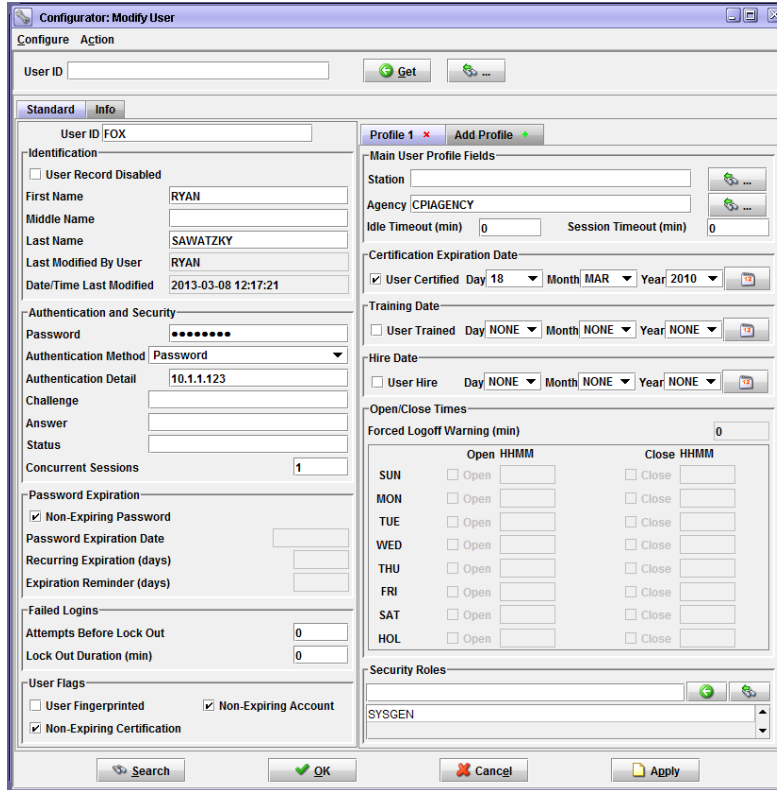 Configurator: Modify User
Configure Action
User ID
Get
...
Standard Info
User ID FOX
Identification
User Record Disabled
First Name RYAN
Middle Name
Last Name SAWATZKY
Last Modified By User RYAN
Date/Time Last Modified 2013-03-08 12:17:21
Authentication and Security
Password ●●●●●●●●
Authentication Method Password
Authentication Detail 10.1.1.123
Challenge
Answer
Status
Concurrent Sessions 1
Password Expiration
Non-Expiring Password
Password Expiration Date
Recurring Expiration (days)
Expiration Reminder (days)
Failed Logins
Attempts Before Lock Out 0
Lock Out Duration (min) 0
User Flags
User Fingerprinted Non-Expiring Account
Non-Expiring Certification
Profile 1 Add Profile
Main User Profile Fields
Station ...
Agency CPIAGENCY ...
Idle Timeout (min) 0 Session Timeout (min) 0
Certification Expiration Date
User Certified Day 18 Month MAR Year 2010 12
Training Date
User Trained Day NONE Month NONE Year NONE 12
Hire Date
User Hire Day NONE Month NONE Year NONE 12
Open/Close Times
Forced Logoff Warning (min) 0
Open HHMM Close HHMM
SUN Open Close
MON Open Close
TUE Open Close
WED Open Close
THU Open Close
FRI Open Close
SAT Open Close
HOL Open Close
Security Roles
SYSGEN
Search OK Cancel Apply